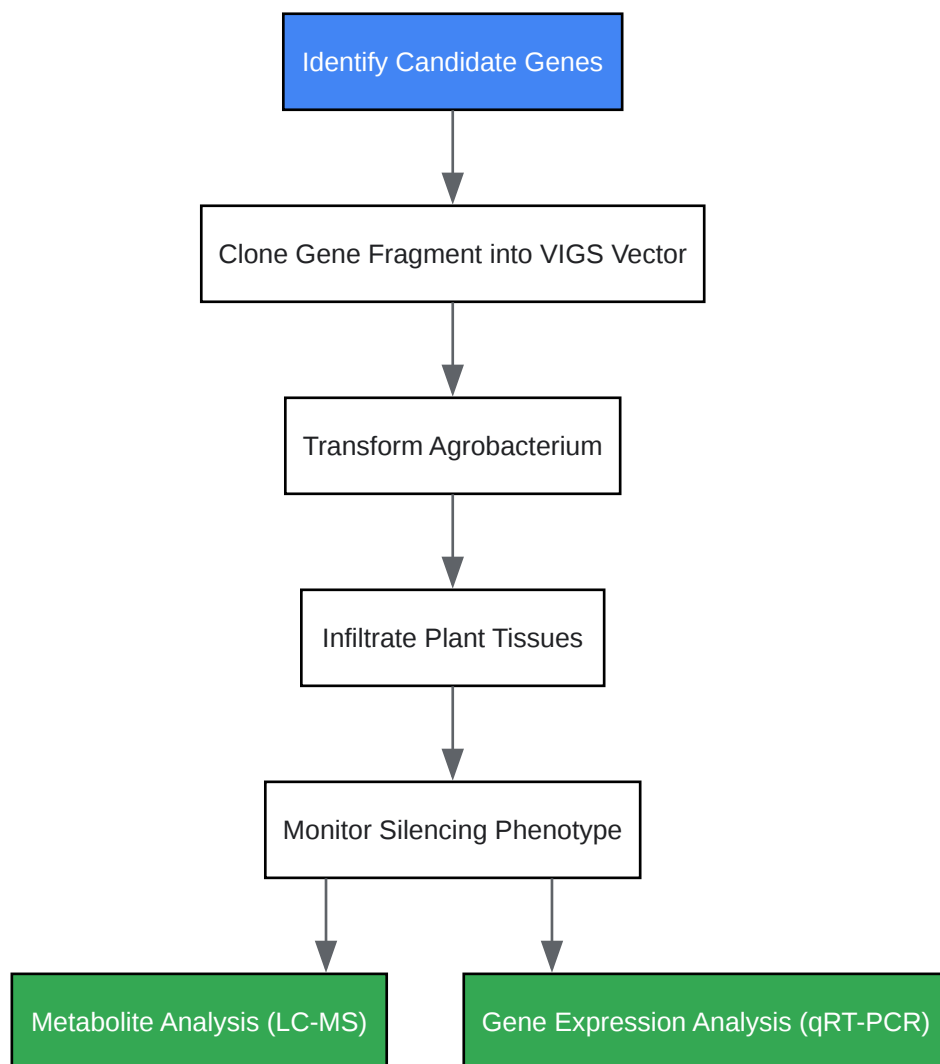 Identify Candidate Genes
Clone Gene Fragment into VIGS Vector
Transform Agrobacterium
Infiltrate Plant Tissues
Monitor Silencing Phenotype
Metabolite Analysis (LC-MS)
Gene Expression Analysis (qRT-PCR)